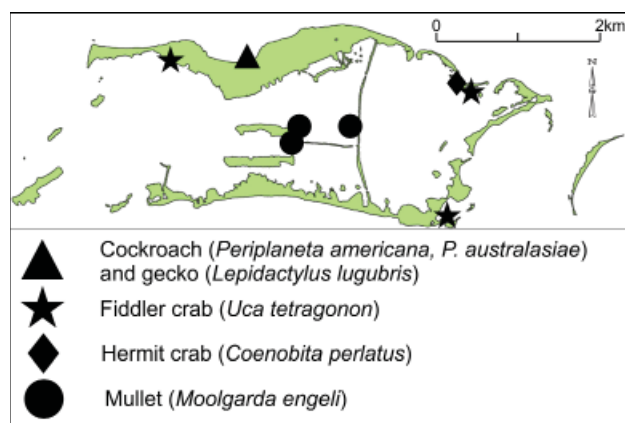 0 2km
N
Cockroach (Periplaneta americana, P. australasiae)
and gecko (Lepidactylus lugubris)
Fiddler crab (Uca tetragonon)
Hermit crab (Coenobita perlatus)
Mullet (Moolgarda engeli)